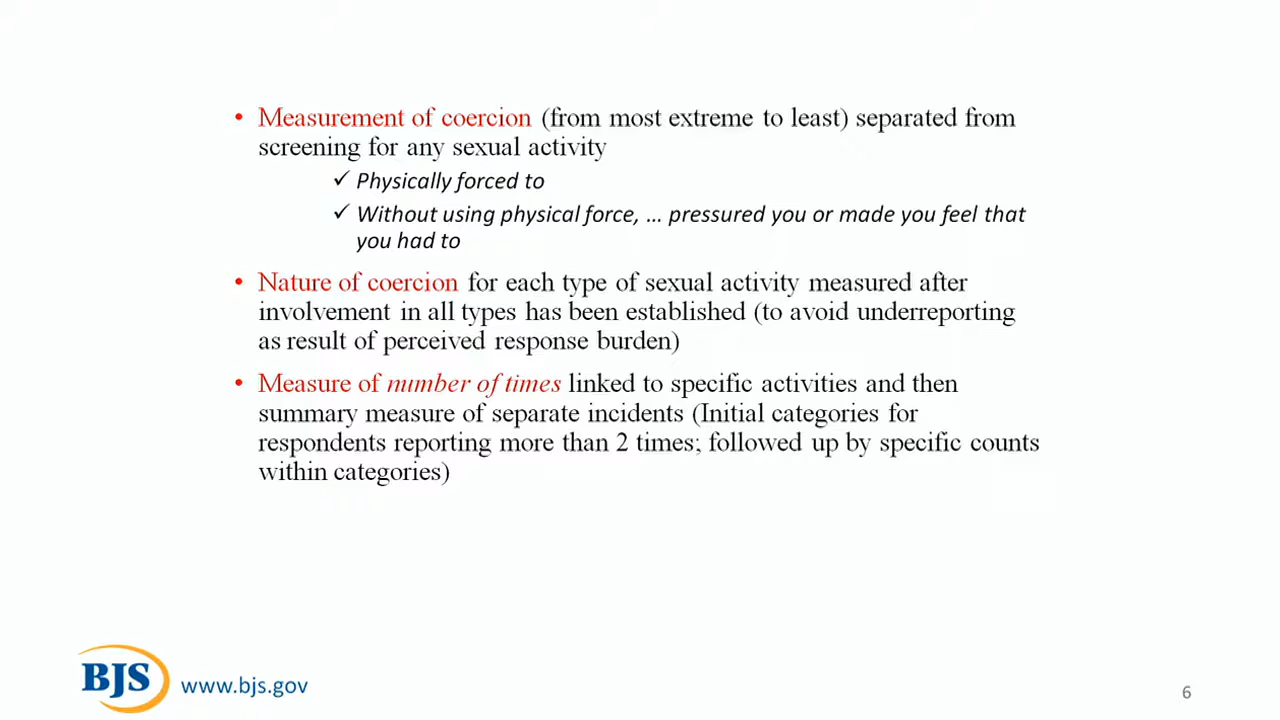 • Measurement of coercion (from most extreme to least) separated from
screening for any sexual activity
✓ Physically forced to
✓ Without using physical force, … pressured you or made you feel that
you had to
• Nature of coercion for each type of sexual activity measured after
involvement in all types has been established (to avoid underreporting
as result of perceived response burden)
• Measure of number of times linked to specific activities and then
summary measure of separate incidents (Initial categories for
respondents reporting more than 2 times; followed up by specific counts
within categories)
BJS www.bjs.gov
6